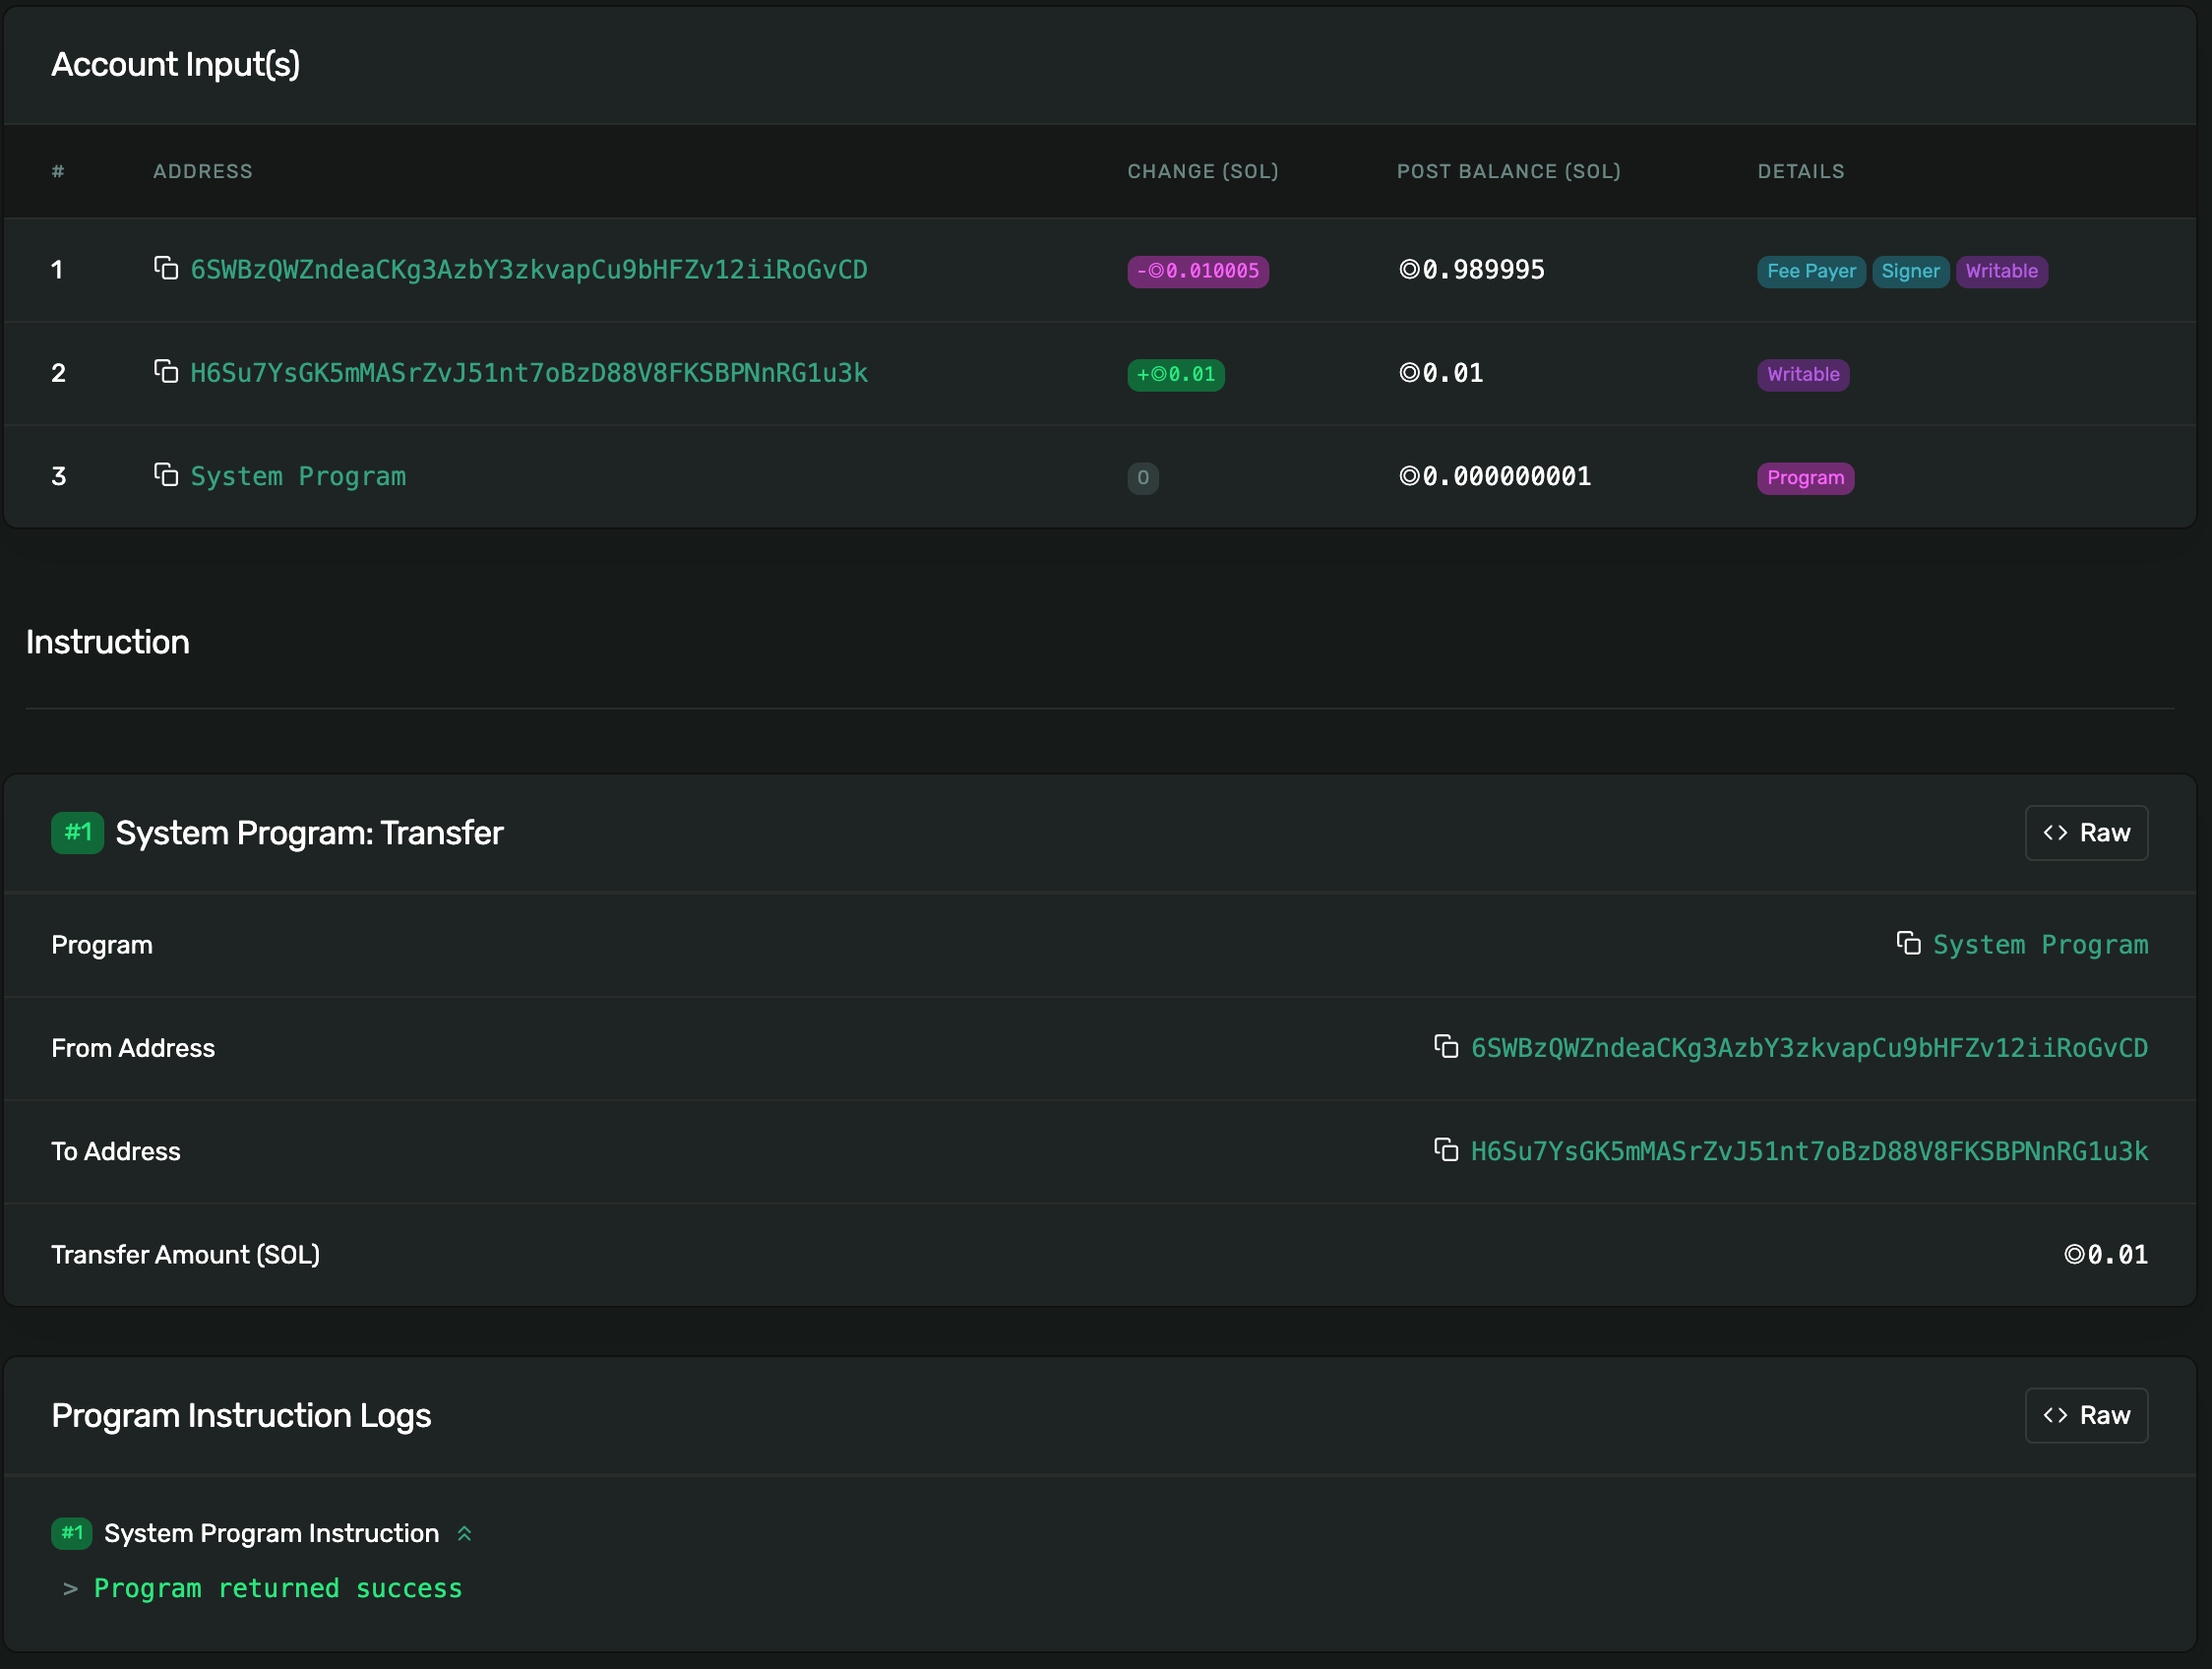 Account Input(s)
# ADDRESS CHANGE (SOL) POST BALANCE (SOL) DETAILS
1 6SWBzQWZndeaCKg3AzbY3zkvapCu9bHFZv12iiRoGvCD -◎0.010005 ◎0.989995 Fee Payer Signer Writable
2 H6Su7YsGK5mMASrZvJ51nt7oBzD88V8FKSBPNnRG1u3k +◎0.01 ◎0.01 Writable
3 System Program 0 ◎0.000000001 Program
Instruction
#1 System Program: Transfer <> Raw
Program System Program
From Address 6SWBzQWZndeaCKg3AzbY3zkvapCu9bHFZv12iiRoGvCD
To Address H6Su7YsGK5mMASrZvJ51nt7oBzD88V8FKSBPNnRG1u3k
Transfer Amount (SOL) ◎0.01
Program Instruction Logs <> Raw
#1 System Program Instruction
> Program returned success